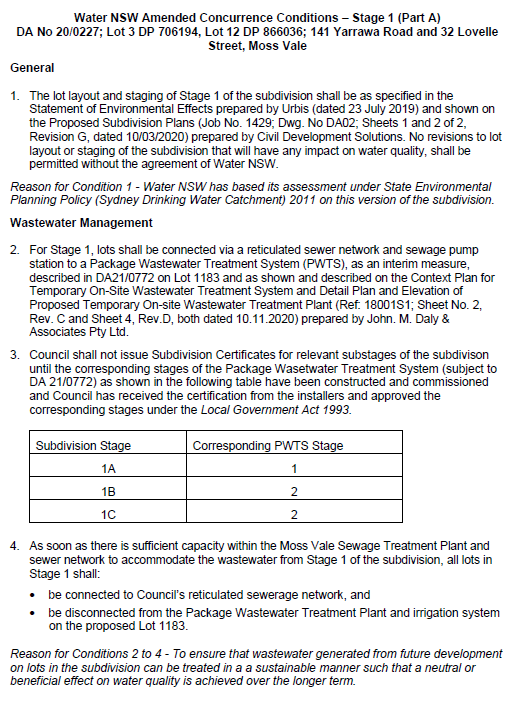 Water NSW Amended Concurrence Conditions – Stage 1 (Part A)
DA No 20/0227; Lot 3 DP 706194, Lot 12 DP 866036; 141 Yarrawa Road and 32 Lovelle
Street, Moss Vale
General
1. The lot layout and staging of Stage 1 of the subdivision shall be as specified in the
Statement of Environmental Effects prepared by Urbis (dated 23 July 2019) and shown on
the Proposed Subdivision Plans (Job No. 1429; Dwg. No DA02; Sheets 1 and 2 of 2,
Revision G, dated 10/03/2020) prepared by Civil Development Solutions. No revisions to lot
layout or staging of the subdivision that will have any impact on water quality, shall be
permitted without the agreement of Water NSW.
Reason for Condition 1 - Water NSW has based its assessment under State Environmental
Planning Policy (Sydney Drinking Water Catchment) 2011 on this version of the subdivision.
Wastewater Management
2. For Stage 1, lots shall be connected via a reticulated sewer network and sewage pump
station to a Package Wastewater Treatment System (PWTS), as an interim measure,
described in DA21/0772 on Lot 1183 and as shown and described on the Context Plan for
Temporary On-Site Wastewater Treatment System and Detail Plan and Elevation of
Proposed Temporary On-site Wastewater Treatment Plant (Ref: 18001S1; Sheet No. 2,
Rev. C and Sheet 4, Rev.D, both dated 10.11.2020) prepared by John. M. Daly &
Associates Pty Ltd.
3. Council shall not issue Subdivision Certificates for relevant substages of the subdivison
until the corresponding stages of the Package Wasetwater Treatment System (subject to
DA 21/0772) as shown in the following table have been constructed and commissioned
and Council has received the certification from the installers and approved the
corresponding stages under the Local Government Act 1993.
Subdivision Stage Corresponding PWTS Stage
1A 1
1B 2
1C 2
4. As soon as there is sufficient capacity within the Moss Vale Sewage Treatment Plant and
sewer network to accommodate the wastewater from Stage 1 of the subdivision, all lots in
Stage 1 shall:
• be connected to Council's reticulated sewerage network, and
• be disconnected from the Package Wastewater Treatment Plant and irrigation system
on the proposed Lot 1183.
Reason for Conditions 2 to 4 - To ensure that wastewater generated from future development
on lots in the subdivision can be treated in a a sustainable manner such that a neutral or
beneficial effect on water quality is achieved over the longer term.